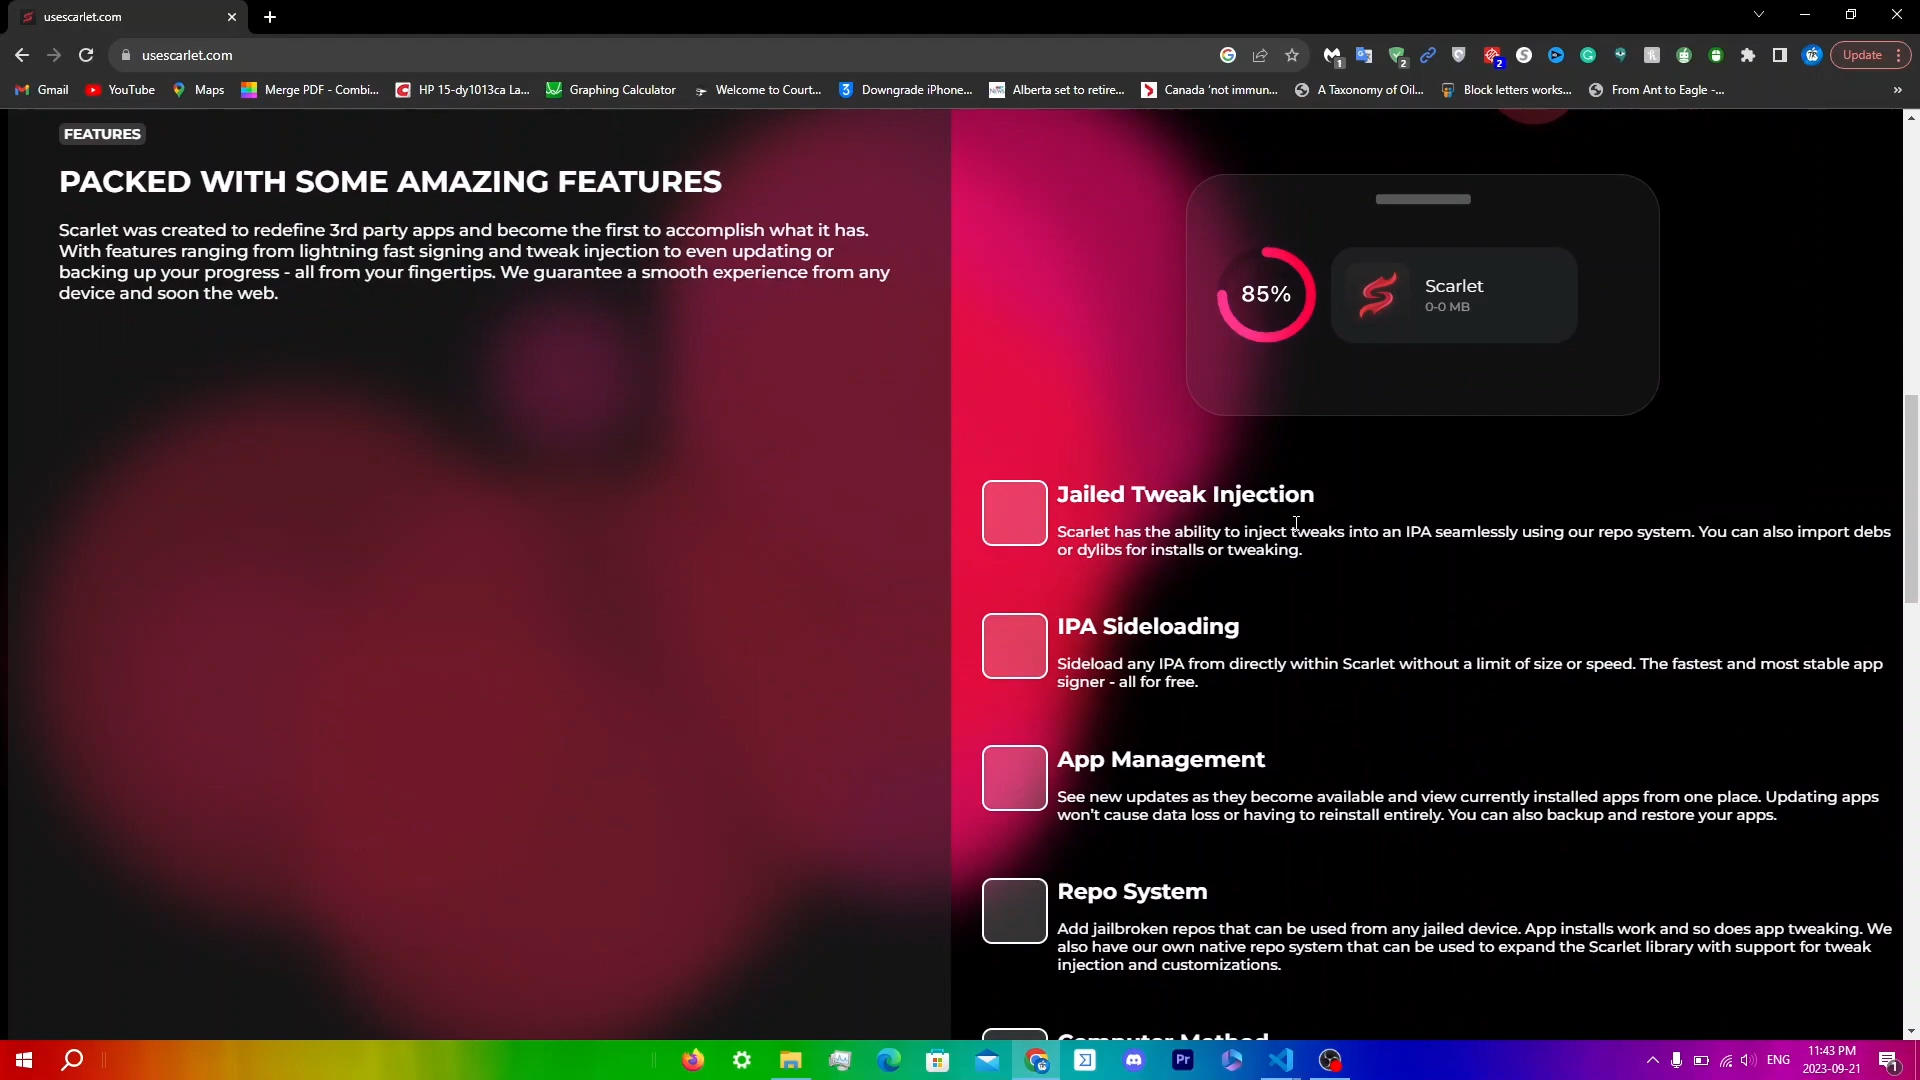 usescarlet.com
usescarlet.com
Update
1
2
2
Gmail
YouTube
Maps
Merge PDF - Combi...
HP 15-dy1013ca La...
Graphing Calculator
Welcome to Court...
Downgrade iPhone...
Alberta set to retire...
Canada 'not immun...
A Taxonomy of Oil...
Block letters works...
From Ant to Eagle -...
FEATURES
PACKED WITH SOME AMAZING FEATURES
Scarlet was created to redefine 3rd party apps and become the first to accomplish what it has.
With features ranging from lightning fast signing and tweak injection to even updating or
backing up your progress - all from your fingertips. We guarantee a smooth experience from any
device and soon the web.
85%
Scarlet
0-0 MB
Jailed Tweak Injection
Scarlet has the ability to inject tweaks into an IPA seamlessly using our repo system. You can also import debs
or dylibs for installs or tweaking.
IPA Sideloading
Sideload any IPA from directly within Scarlet without a limit of size or speed. The fastest and most stable app
signer - all for free.
App Management
See new updates as they become available and view currently installed apps from one place. Updating apps
won't cause data loss or having to reinstall entirely. You can also backup and restore your apps.
Repo System
Add jailbroken repos that can be used from any jailed device. App installs work and so does app tweaking. We
also have our own native repo system that can be used to expand the Scarlet library with support for tweak
injection and customizations.
Computer Method
Pr
ENG
11:43 PM
2023-09-21
1